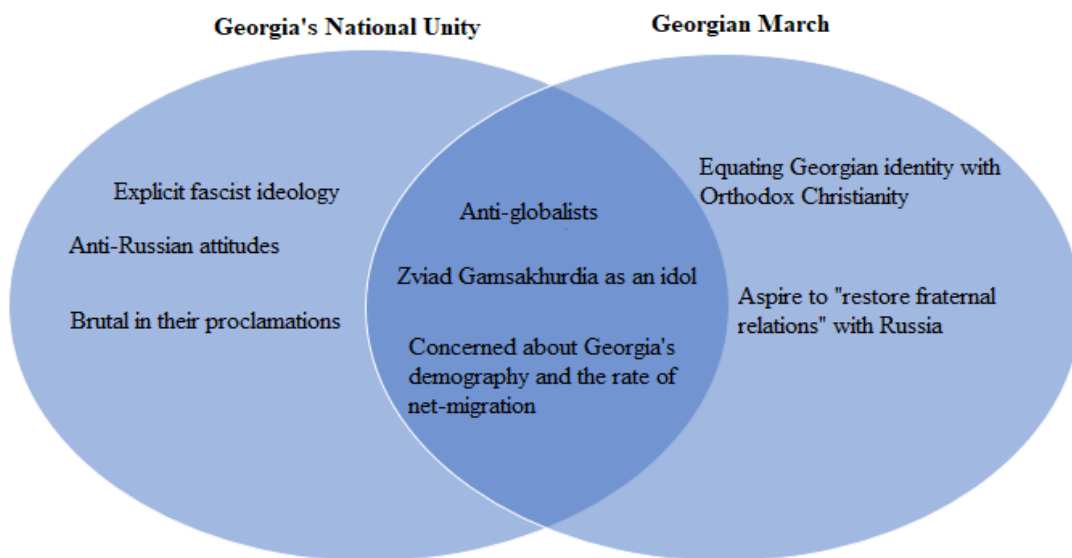 Georgia's National Unity
Georgian March
Explicit fascist ideology
Anti-Russian attitudes
Brutal in their proclamations
Anti-globalists
Zviad Gamsakhurdia as an idol
Concerned about Georgia's
demography and the rate of
net-migration
Equating Georgian identity with
Orthodox Christianity
Aspire to "restore fraternal
relations" with Russia